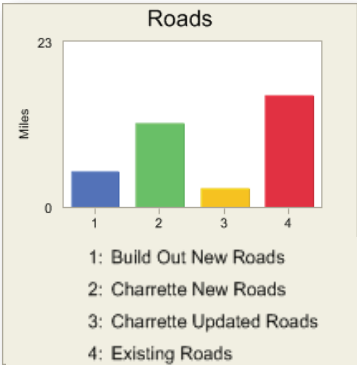 Roads
23
Miles
0
1 2 3 4
1: Build Out New Roads
2: Charrette New Roads
3: Charrette Updated Roads
4: Existing Roads